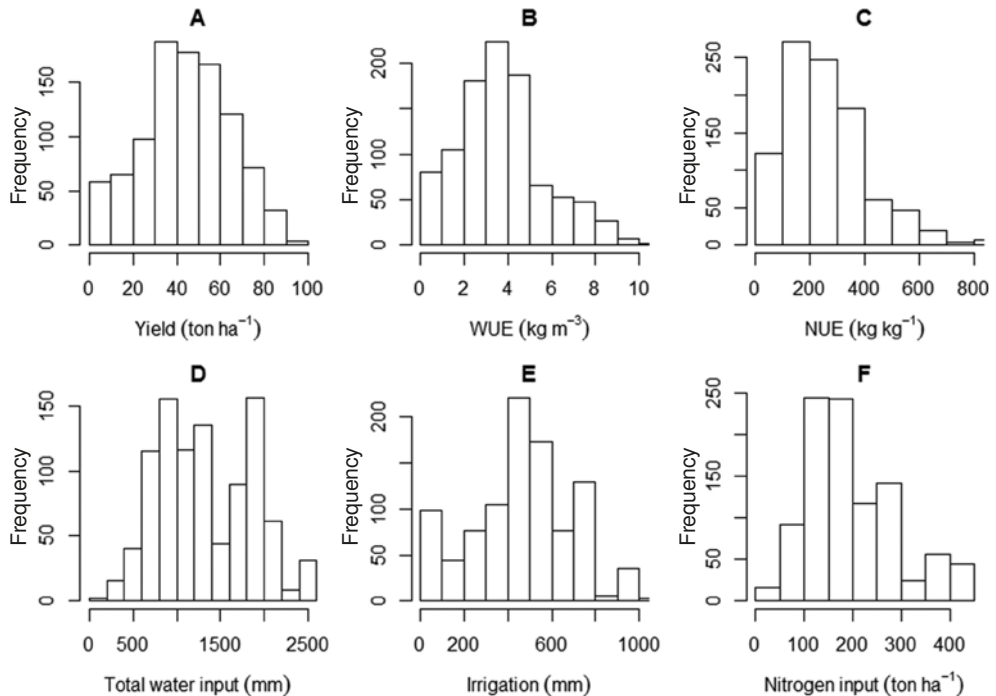 A
Frequency
0 50 100 150
0 20 40 60 80 100
Yield (ton ha⁻¹)
B
Frequency
0 50 100 200
0 2 4 6 8 10
WUE (kg m⁻³)
C
Frequency
0 50 150 250
0 200 400 600 800
NUE (kg kg⁻¹)
D
Frequency
0 50 100 150
0 500 1500 2500
Total water input (mm)
E
Frequency
0 50 100 200
0 200 600 1000
Irrigation (mm)
F
Frequency
0 50 150 250
0 100 200 300 400
Nitrogen input (ton ha⁻¹)